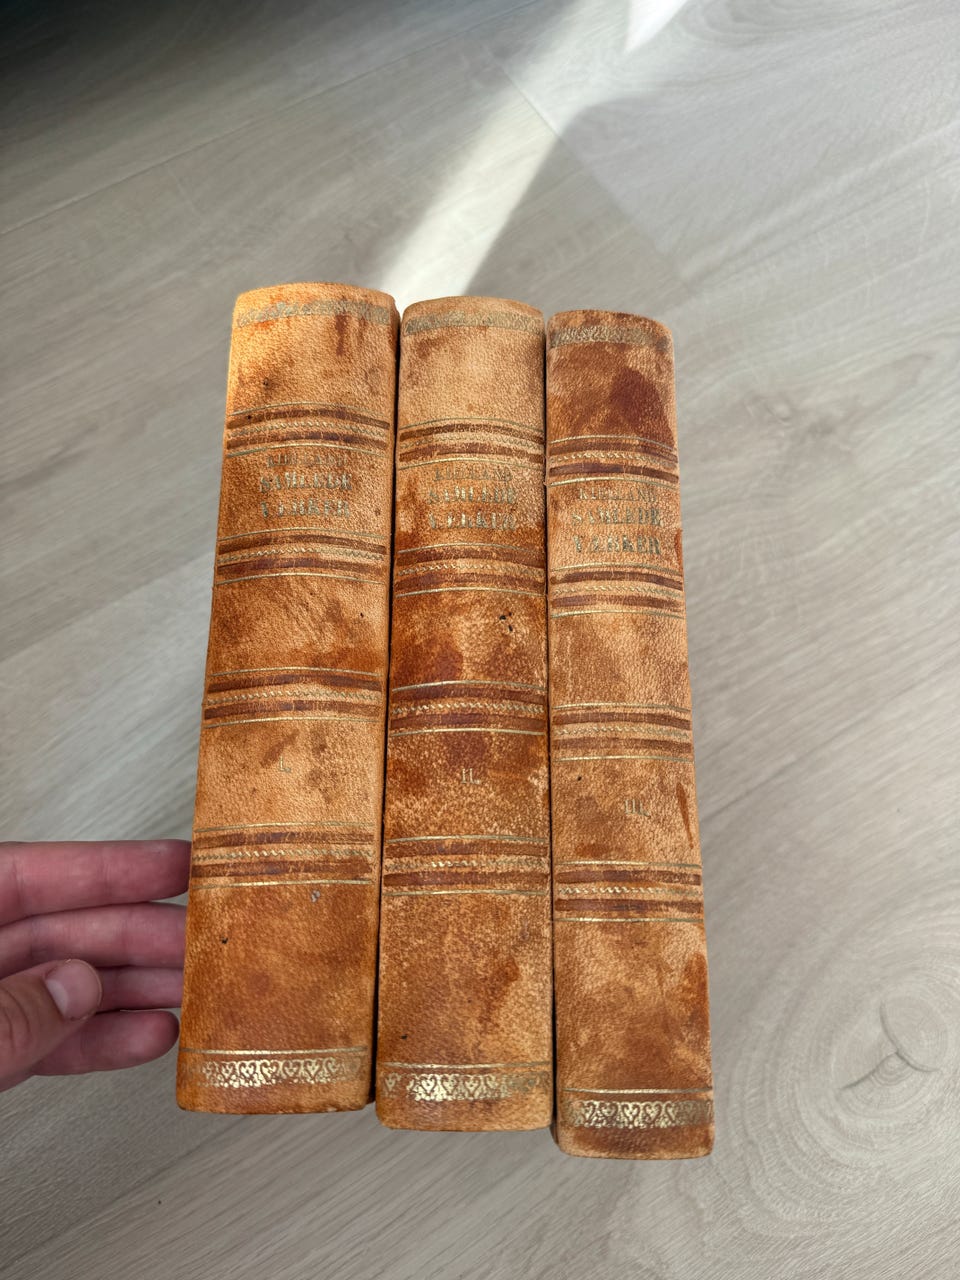 KIELLAND
SAMLEDE
VÆRKER
I.
KIELLAND
SAMLEDE
VÆRKER
II.
KIELLAND
SAMLEDE
VÆRKER
III.